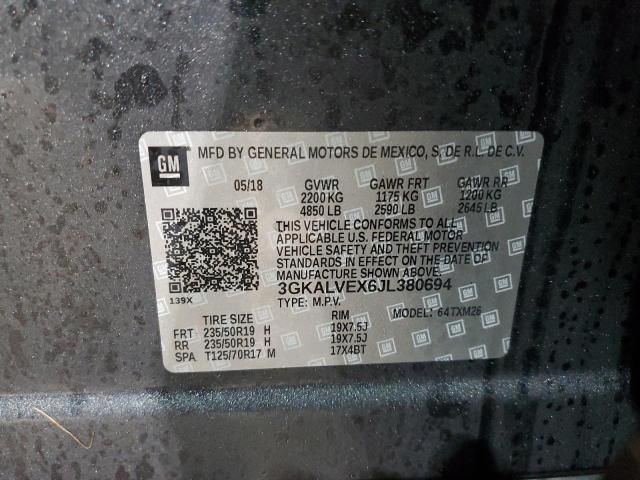 GM
MFD BY GENERAL MOTORS DE MEXICO, S. DE R.L. DE C.V.
05/18 GVWR GAWR FRT GAWR RR
2200 KG 1175 KG 1200 KG
4850 LB 2590 LB 2645 LB
THIS VEHICLE CONFORMS TO ALL
APPLICABLE U.S. FEDERAL MOTOR
VEHICLE SAFETY AND THEFT PREVENTION
STANDARDS IN EFFECT ON THE DATE OF
MANUFACTURE SHOWN ABOVE.
139X 3GKALVEX6JL380694
TYPE: M.P.V. MODEL: 64TXM26
TIRE SIZE RIM
FRT 235/50R19 H 19X7.5J
RR 235/50R19 H 19X7.5J
SPA T125/70R17 M 17X4BT